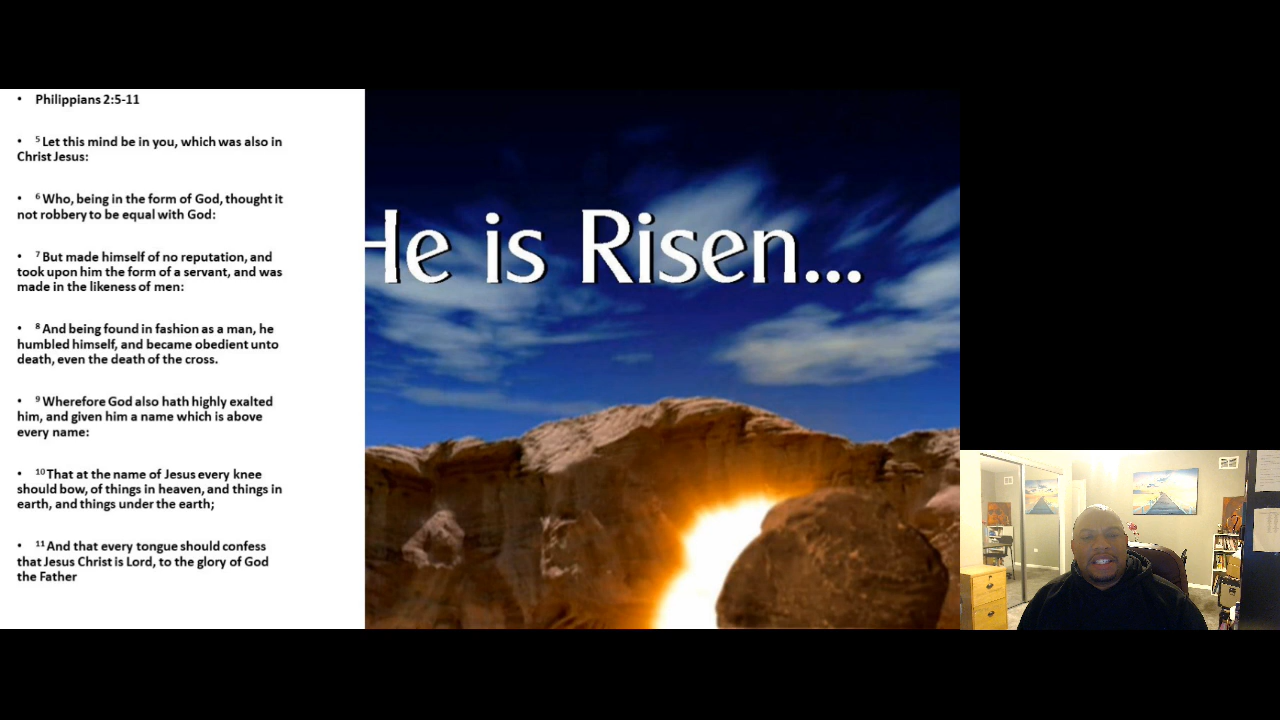 • Philippians 2:5-11
• 5 Let this mind be in you, which was also in
Christ Jesus:
• 6 Who, being in the form of God, thought it
not robbery to be equal with God:
• 7 But made himself of no reputation, and
took upon him the form of a servant, and was
made in the likeness of men:
• 8 And being found in fashion as a man, he
humbled himself, and became obedient unto
death, even the death of the cross.
• 9 Wherefore God also hath highly exalted
him, and given him a name which is above
every name:
• 10 That at the name of Jesus every knee
should bow, of things in heaven, and things in
earth, and things under the earth;
• 11 And that every tongue should confess
that Jesus Christ is Lord, to the glory of God
the Father
He is Risen...